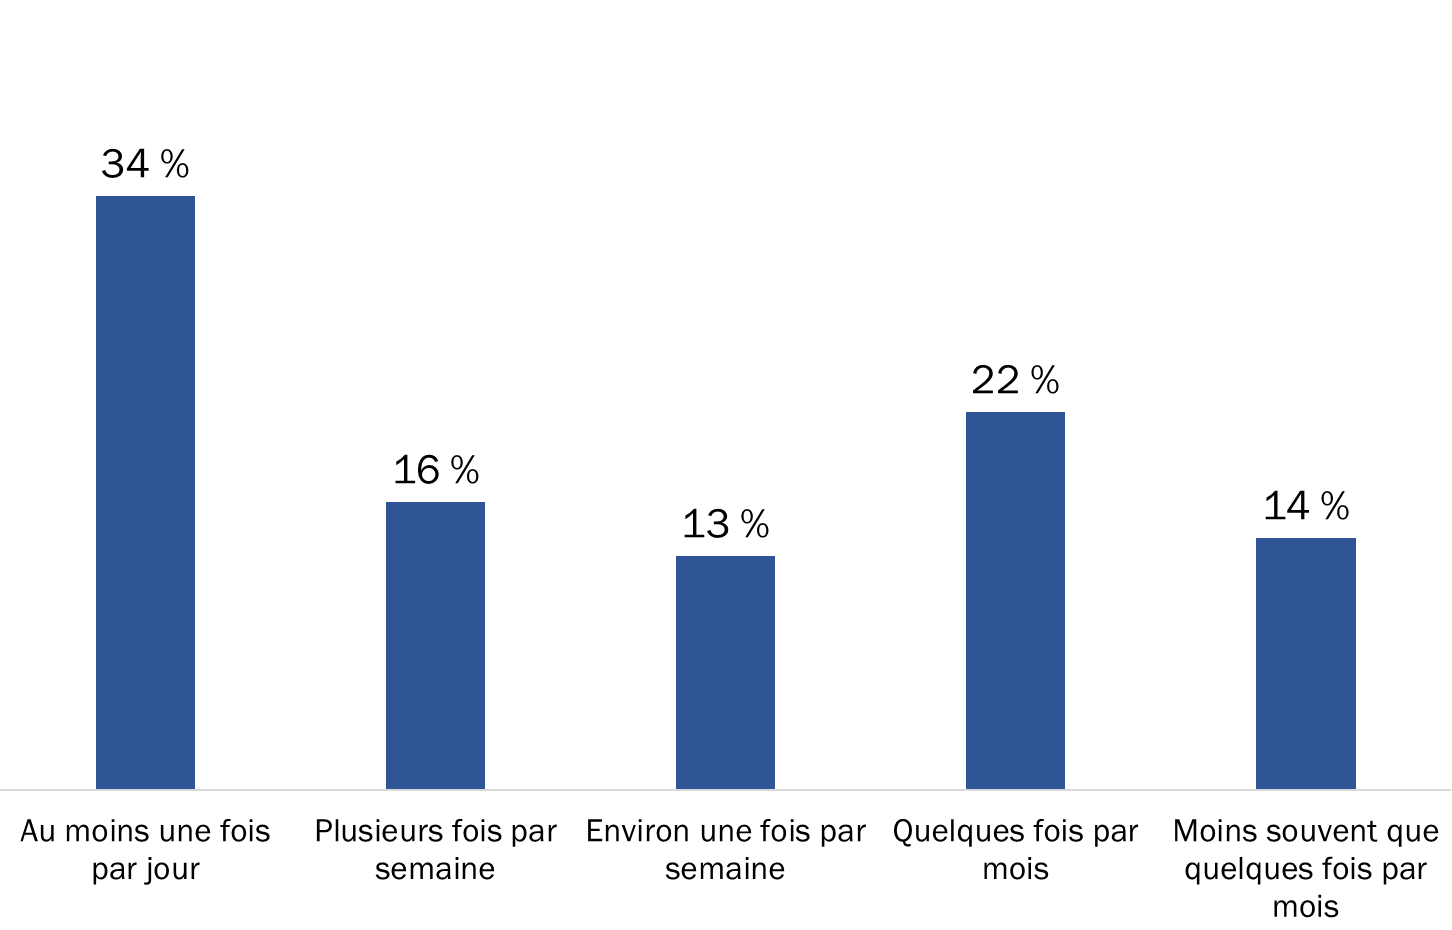 34 %
16 %
13 %
22 %
14 %
Au moins une fois
par jour
Plusieurs fois par
semaine
Environ une fois par
semaine
Quelques fois par
mois
Moins souvent que
quelques fois par
mois